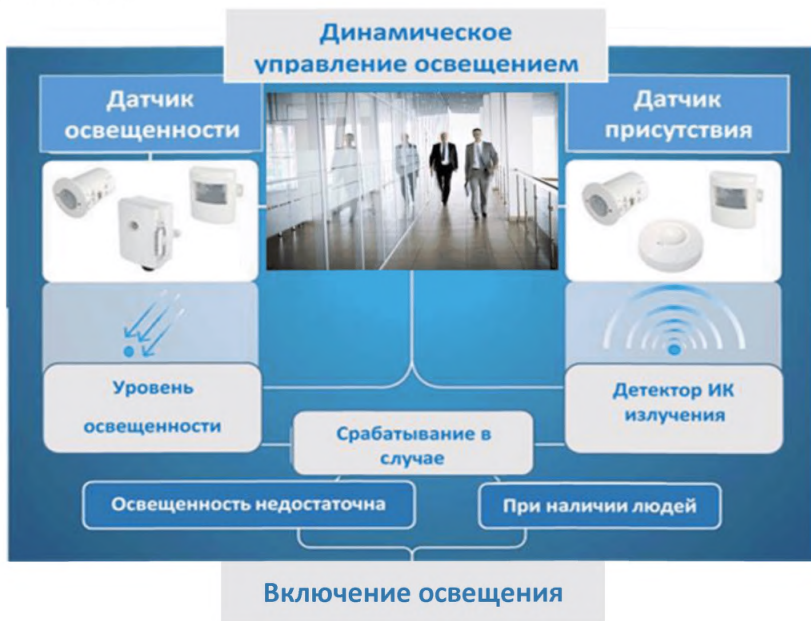 Динамическое
управление освещением
Датчик
освещенности
Датчик
присутствия
Уровень
освещенности
Детектор ИК
излучения
Срабатывание в
случае
Освещенность недостаточна
При наличии людей
Включение освещения